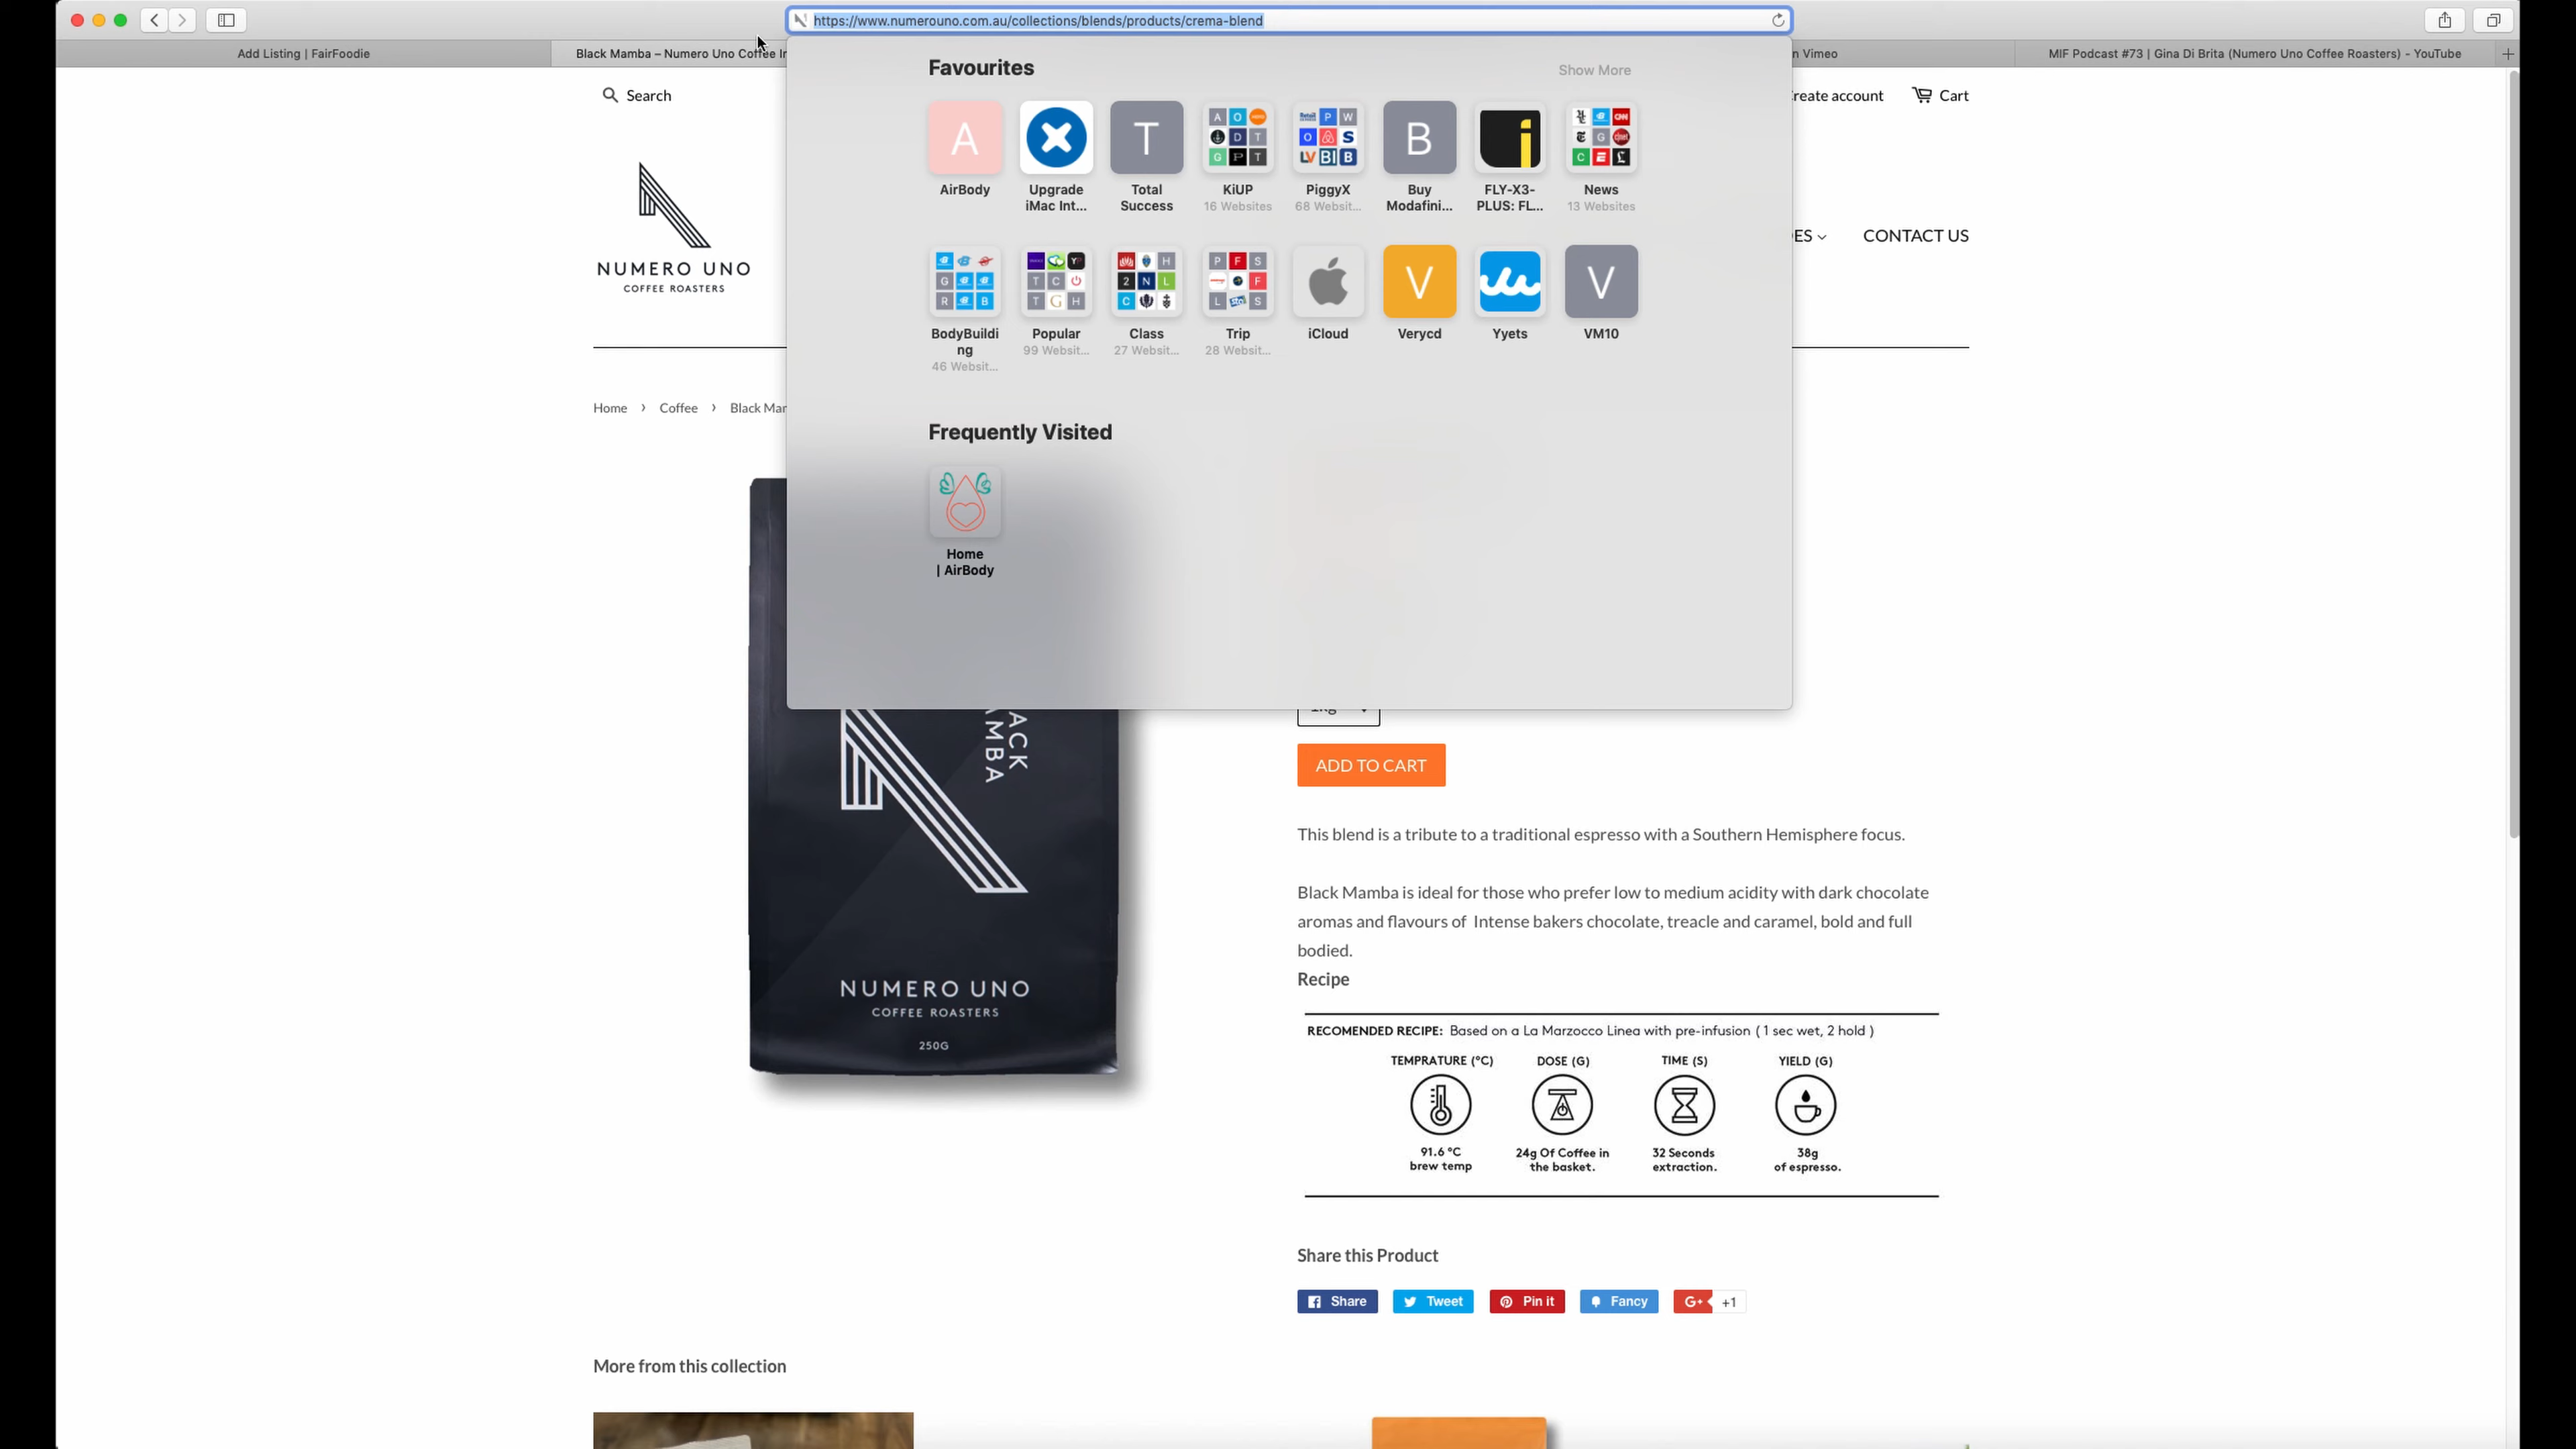 https://www.numerouno.com.au/collections/blends/products/crema-blend
Add Listing | FairFoodie
Black Mamba – Numero Uno Coffee
n Vimeo
MIF Podcast #73 | Gina Di Brita (Numero Uno Coffee Roasters) - YouTube
Search
reate account
Cart
Favourites
Show More
AirBody
Upgrade
iMac Int...
Total
Success
KiUP
16 Websites
PiggyX
68 Websit...
Buy
Modafini...
FLY-X3-
PLUS: FL...
News
13 Websites
NUMERO UNO
COFFEE ROASTERS
CONTACT US
BodyBuildi
ng
46 Websit...
Popular
99 Websit...
Class
27 Websit...
Trip
28 Websit...
iCloud
Verycd
Yyets
VM10
Home › Coffee › Black Mar
Frequently Visited
Home
| AirBody
ACK
AMBA
NUMERO UNO
COFFEE ROASTERS
250G
ADD TO CART
This blend is a tribute to a traditional espresso with a Southern Hemisphere focus.
Black Mamba is ideal for those who prefer low to medium acidity with dark chocolate
aromas and flavours of Intense bakers chocolate, treacle and caramel, bold and full
bodied.
Recipe
RECOMENDED RECIPE: Based on a La Marzocco Linea with pre-infusion ( 1 sec wet, 2 hold )
TEMPRATURE (°C)
DOSE (G)
TIME (S)
YIELD (G)
91.6 °C
brew temp
24g Of Coffee in
the basket.
32 Seconds
extraction.
38g
of espresso.
Share this Product
Share
Tweet
Pin it
Fancy
G+ +1
More from this collection